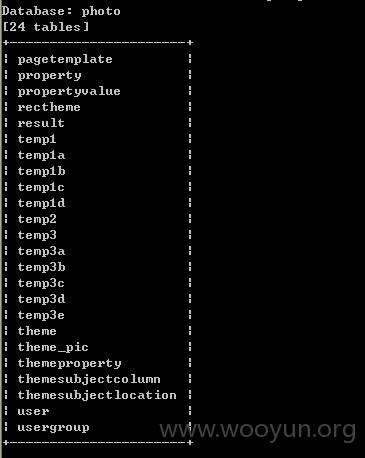 Database: photo
[24 tables]
+----------------------+
¦ pagetemplate ¦
¦ property ¦
¦ propertyvalue ¦
¦ rectheme ¦
¦ result ¦
¦ temp1 ¦
¦ temp1a ¦
¦ temp1b ¦
¦ temp1c ¦
¦ temp1d ¦
¦ temp2 ¦
¦ temp3 ¦
¦ temp3a ¦
¦ temp3b ¦
¦ temp3c ¦
¦ temp3d ¦
¦ temp3e ¦
¦ theme ¦
¦ theme_pic ¦
¦ themeproperty ¦
¦ themesubjectcolumn ¦
¦ themesubjectlocation ¦
¦ user ¦
¦ usergroup ¦
+----------------------+
www.wooyun.org